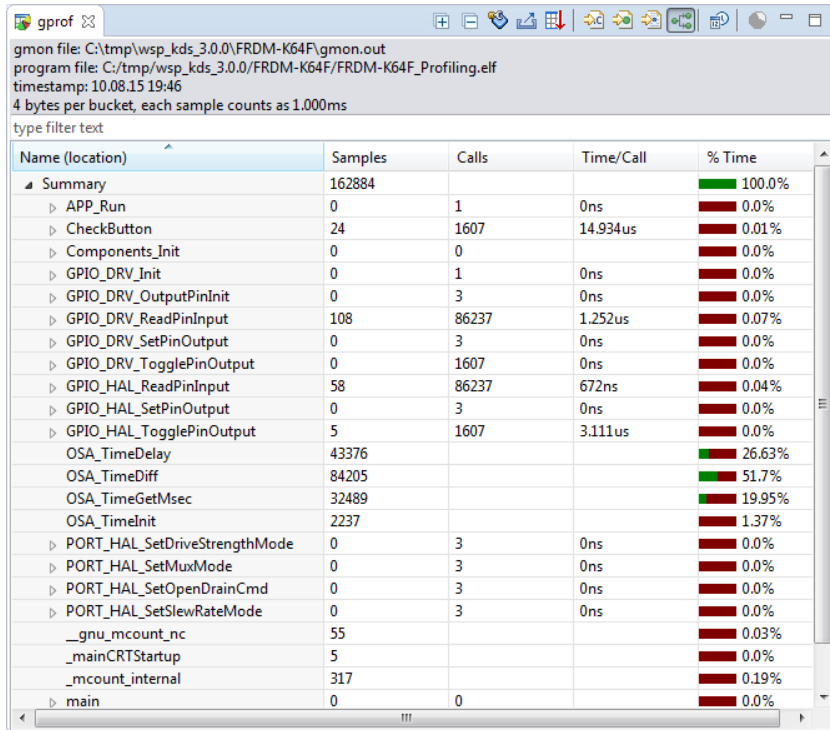 gprof
gmon file: C:\tmp\wsp_kds_3.0.0\FRDM-K64F\gmon.out
program file: C:/tmp/wsp_kds_3.0.0/FRDM-K64F/FRDM-K64F_Profiling.elf
timestamp: 10.08.15 19:46
4 bytes per bucket, each sample counts as 1.000ms
type filter text
Name (location) Samples Calls Time/Call % Time
Summary 162884 100.0%
APP_Run 0 1 0ns 0.0%
CheckButton 24 1607 14.934us 0.01%
Components_Init 0 0 0.0%
GPIO_DRV_Init 0 1 0ns 0.0%
GPIO_DRV_OutputPinInit 0 3 0ns 0.0%
GPIO_DRV_ReadPinInput 108 86237 1.252us 0.07%
GPIO_DRV_SetPinOutput 0 3 0ns 0.0%
GPIO_DRV_TogglePinOutput 0 1607 0ns 0.0%
GPIO_HAL_ReadPinInput 58 86237 672ns 0.04%
GPIO_HAL_SetPinOutput 0 3 0ns 0.0%
GPIO_HAL_TogglePinOutput 5 1607 3.111us 0.0%
OSA_TimeDelay 43376 26.63%
OSA_TimeDiff 84205 51.7%
OSA_TimeGetMsec 32489 19.95%
OSA_TimeInit 2237 1.37%
PORT_HAL_SetDriveStrengthMode 0 3 0ns 0.0%
PORT_HAL_SetMuxMode 0 3 0ns 0.0%
PORT_HAL_SetOpenDrainCmd 0 3 0ns 0.0%
PORT_HAL_SetSlewRateMode 0 3 0ns 0.0%
__gnu_mcount_nc 55 0.03%
_mainCRTStartup 5 0.0%
_mcount_internal 317 0.19%
main 0 0 0.0%